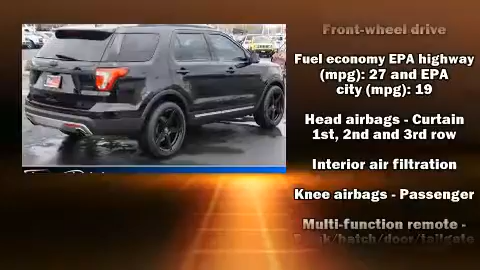 Front-wheel drive
Fuel economy EPA highway
(mpg): 27 and EPA
city (mpg): 19
Head airbags - Curtain
1st, 2nd and 3rd row
Interior air filtration
Knee airbags - Passenger
Multi-function remote -